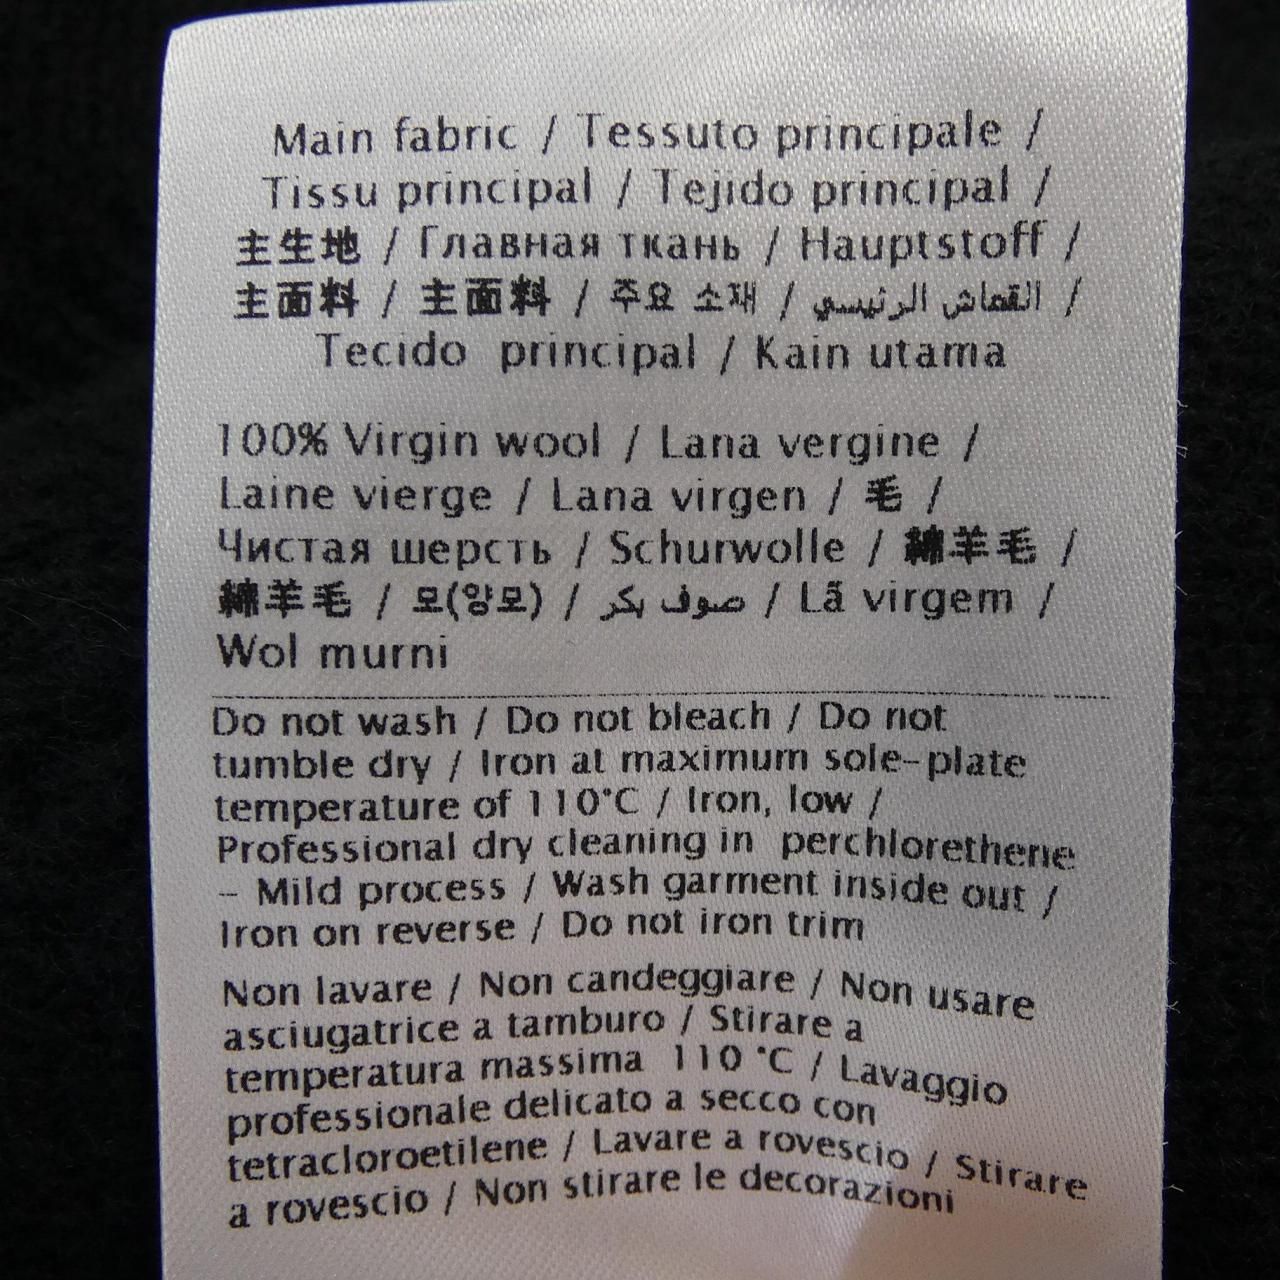 Main fabric / Tessuto principale /
Tissu principal / Tejido principal /
主生地 / Главная ткань / Hauptstoff /
主面料 / 主面料 / 주요 소재 / القماش الرئيسي /
Tecido principal / Kain utama
100% Virgin wool / Lana vergine /
Laine vierge / Lana virgen / 毛 /
Чистая шерсть / Schurwolle / 綿羊毛 /
綿羊毛 / 모(양모) / صوف بكر / Lã virgem /
Wol murni
Do not wash / Do not bleach / Do not
tumble dry / Iron at maximum sole-plate
temperature of 110°C / Iron, low /
Professional dry cleaning in perchlorethene
- Mild process / Wash garment inside out /
Iron on reverse / Do not iron trim
Non lavare / Non candeggiare / Non usare
asciugatrice a tamburo / Stirare a
temperatura massima 110 °C / Lavaggio
professionale delicato a secco con
tetracloroetilene / Lavare a rovescio / Stirare
a rovescio / Non stirare le decorazioni